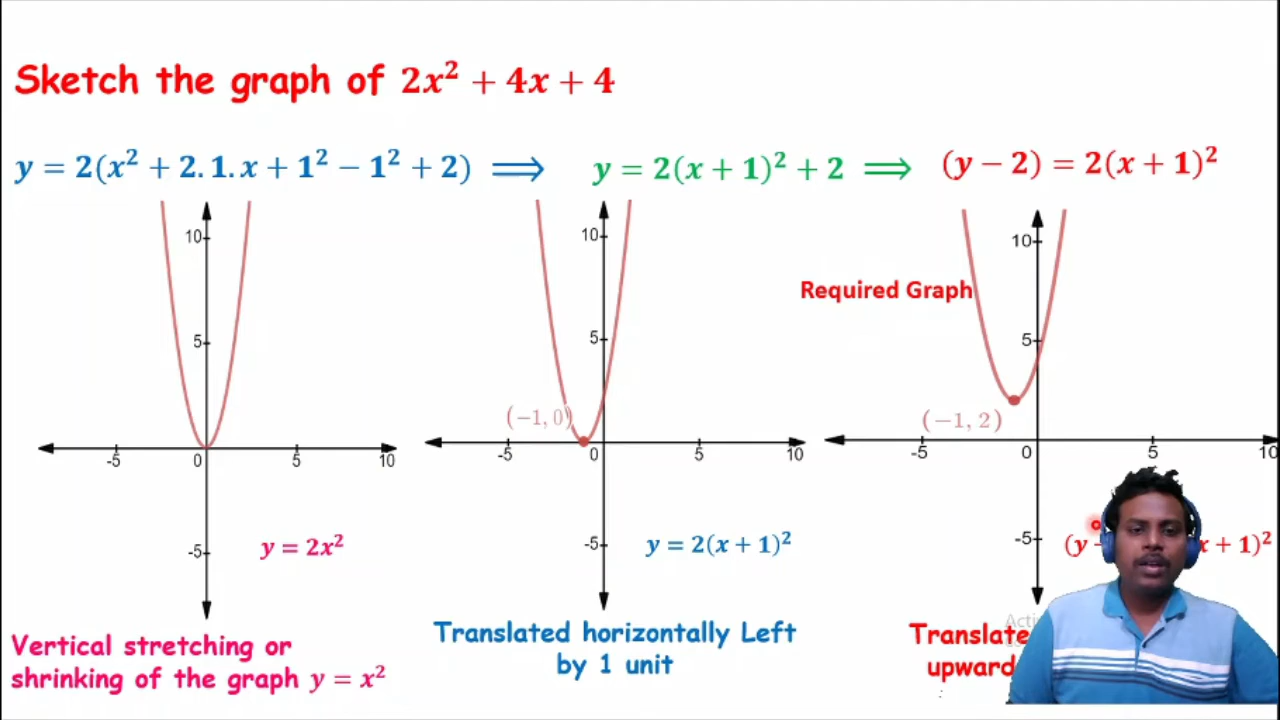 Sketch the graph of 2x² + 4x + 4
y = 2(x² + 2.1.x + 1² − 1² + 2) ⟹ y = 2(x + 1)² + 2 ⟹ (y − 2) = 2(x + 1)²
10
5
-5
0
5
10
-5
y = 2x²
Vertical stretching or
shrinking of the graph y = x²
10
5
(−1, 0)
-5
0
5
10
-5
y = 2(x + 1)²
Translated horizontally Left
by 1 unit
10
Required Graph
5
(−1, 2)
-5
0
5
10
-5
(y x + 1)²